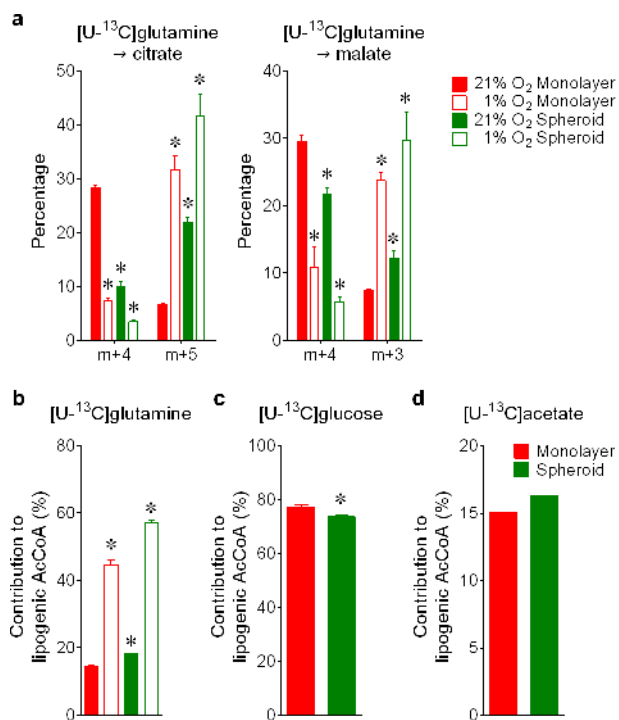 a
[U-¹³C]glutamine
→ citrate
[U-¹³C]glutamine
→ malate
Percentage
50
40
30
20
10
0
m+4
m+5
Percentage
40
30
20
10
0
m+4
m+3
*
*
*
*
*
*
*
*
*
*
*
*
21% O₂ Monolayer
1% O₂ Monolayer
21% O₂ Spheroid
1% O₂ Spheroid
b
[U-¹³C]glutamine
Contribution to
lipogenic AcCoA (%)
80
60
40
20
0
*
*
*
c
[U-¹³C]glucose
Contribution to
lipogenic AcCoA (%)
100
80
60
40
20
0
*
d
[U-¹³C]acetate
Contribution to
lipogenic AcCoA (%)
20
15
10
5
0
Monolayer
Spheroid